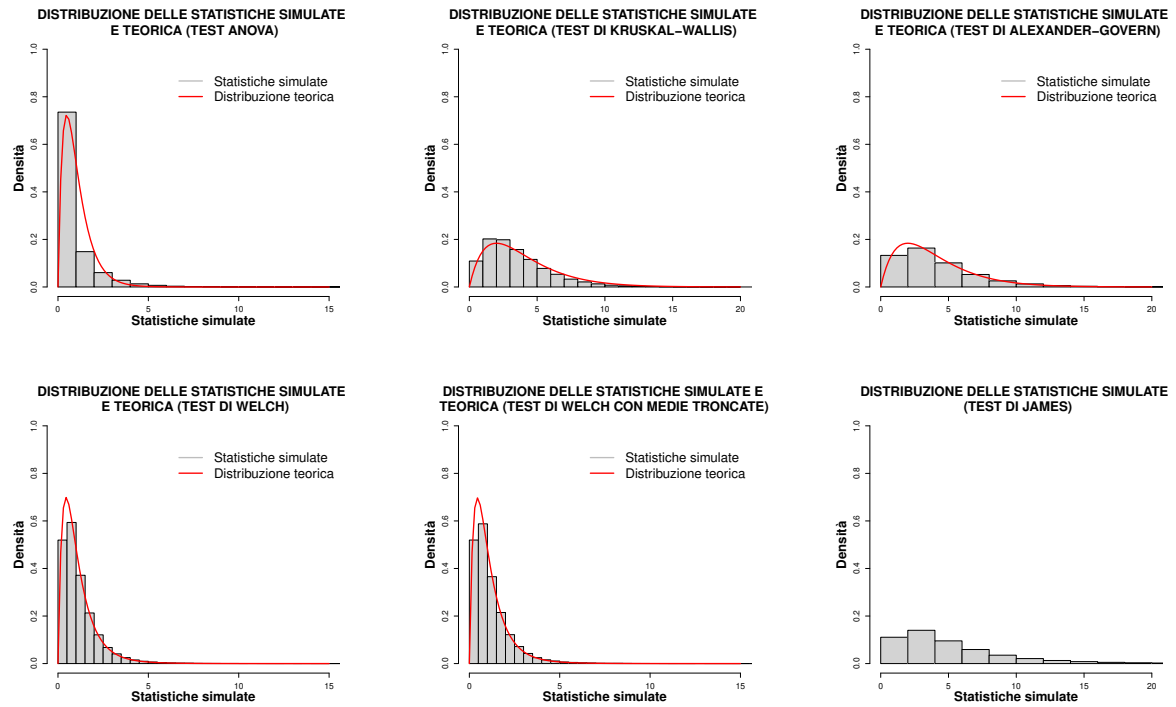 DISTRIBUZIONE DELLE STATISTICHE SIMULATE
E TEORICA (TEST ANOVA)
1.0
0.8
0.6
0.4
0.2
0.0
Densità
Statistiche simulate
Distribuzione teorica
0
5
10
15
Statistiche simulate
DISTRIBUZIONE DELLE STATISTICHE SIMULATE
E TEORICA (TEST DI KRUSKAL−WALLIS)
1.0
0.8
0.6
0.4
0.2
0.0
Densità
Statistiche simulate
Distribuzione teorica
0
5
10
15
20
Statistiche simulate
DISTRIBUZIONE DELLE STATISTICHE SIMULATE
E TEORICA (TEST DI ALEXANDER−GOVERN)
1.0
0.8
0.6
0.4
0.2
0.0
Densità
Statistiche simulate
Distribuzione teorica
0
5
10
15
20
Statistiche simulate
DISTRIBUZIONE DELLE STATISTICHE SIMULATE
E TEORICA (TEST DI WELCH)
1.0
0.8
0.6
0.4
0.2
0.0
Densità
Statistiche simulate
Distribuzione teorica
0
5
10
15
Statistiche simulate
DISTRIBUZIONE DELLE STATISTICHE SIMULATE E
TEORICA (TEST DI WELCH CON MEDIE TRONCATE)
1.0
0.8
0.6
0.4
0.2
0.0
Densità
Statistiche simulate
Distribuzione teorica
0
5
10
15
Statistiche simulate
DISTRIBUZIONE DELLE STATISTICHE SIMULATE
(TEST DI JAMES)
1.0
0.8
0.6
0.4
0.2
0.0
Densità
0
5
10
15
20
Statistiche simulate